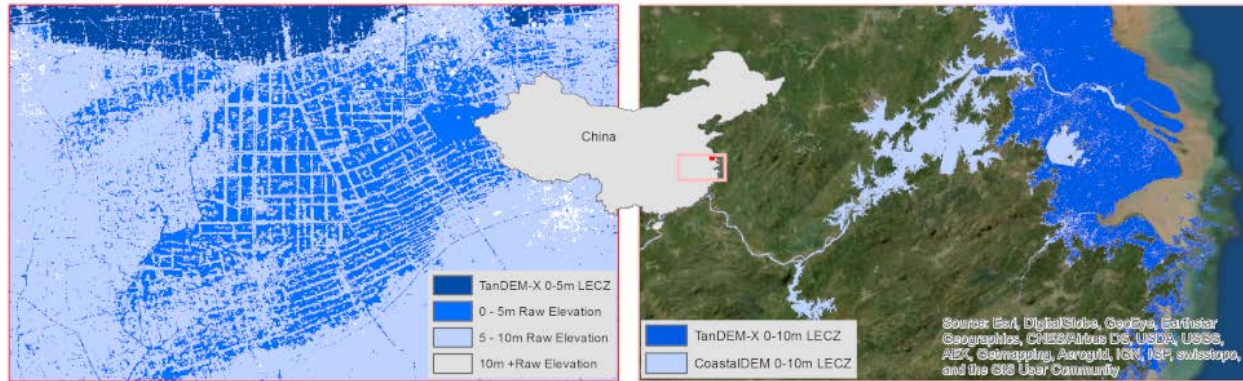 China
TanDEM-X 0-5m LECZ
0 - 5m Raw Elevation
5 - 10m Raw Elevation
10m +Raw Elevation
TanDEM-X 0-10m LECZ
CoastalDEM 0-10m LECZ
Source: Esri, DigitalGlobe, GeoEye, Earthstar
Geographics, CNES/Airbus DS, USDA, USGS,
AEX, Getmapping, Aerogrid, IGN, IGP, swisstopo,
and the GIS User Community